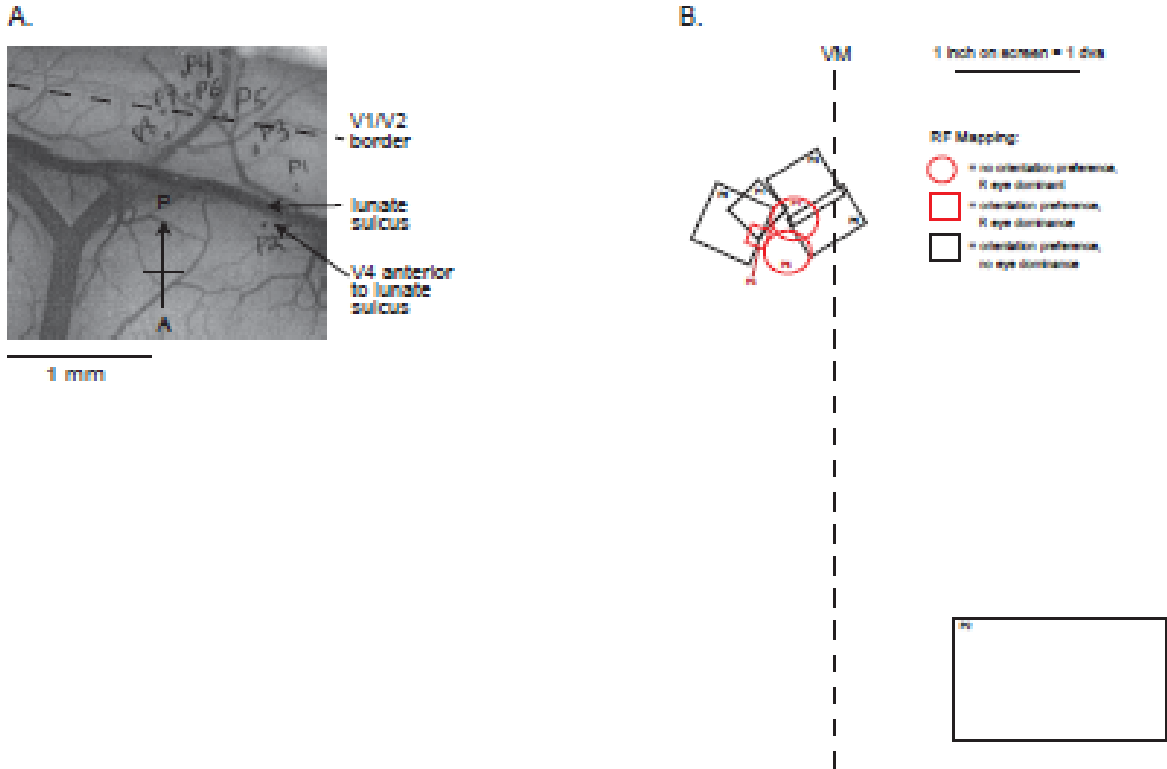 A.
P4
P6
P5
P3
P1
P2
P
A
V1/V2
border
lunate
sulcus
V4 anterior
to lunate
sulcus
1 mm
B.
VM
1 inch on screen = 1 dva
RF Mapping:
= no orientation preference,
R eye dominant
= orientation preference,
R eye dominance
= orientation preference,
no eye dominance